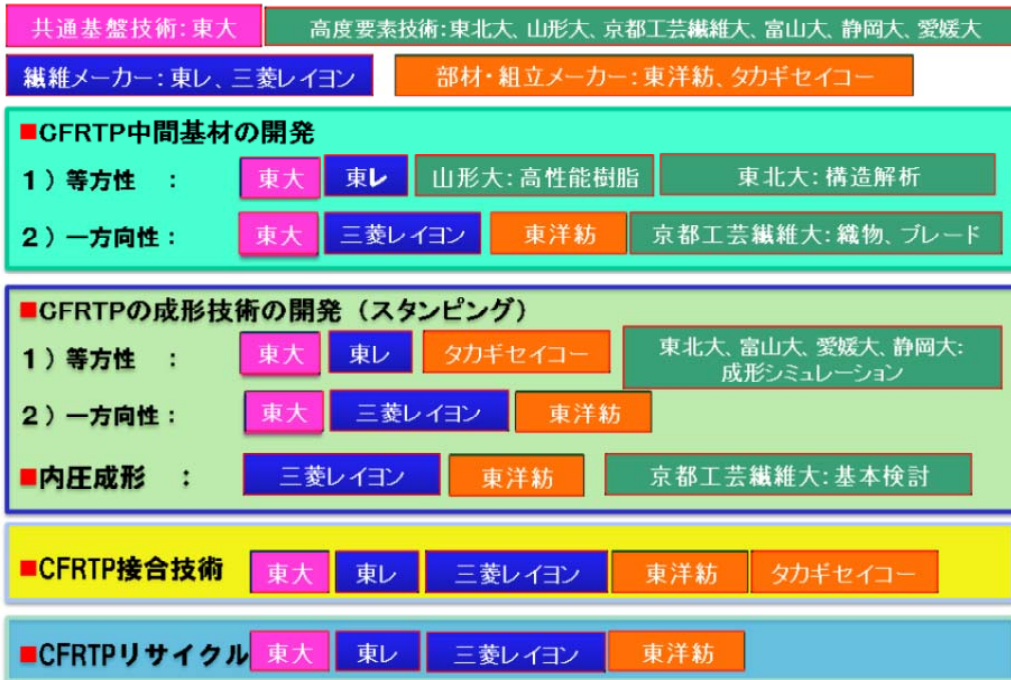 共通基盤技術：東大 高度要素技術：東北大、山形大、京都工芸繊維大、富山大、静岡大、愛媛大
繊維メーカー：東レ、三菱レイヨン 部材・組立メーカー：東洋紡、タカギセイコー
■CFRTP中間基材の開発
1）等方性 ： 東大 東レ 山形大：高性能樹脂 東北大：構造解析
2）一方向性： 東大 三菱レイヨン 東洋紡 京都工芸繊維大：織物、ブレード
■CFRTPの成形技術の開発（スタンピング）
1）等方性 ： 東大 東レ タカギセイコー 東北大、富山大、愛媛大、静岡大：
成形シミュレーション
2）一方向性： 東大 三菱レイヨン 東洋紡
■内圧成形 ： 三菱レイヨン 東洋紡 京都工芸繊維大：基本検討
■CFRTP接合技術 東大 東レ 三菱レイヨン 東洋紡 タカギセイコー
■CFRTPリサイクル 東大 東レ 三菱レイヨン 東洋紡